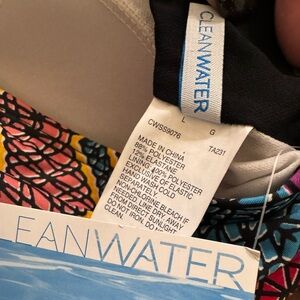 CLEANWATER
L G
CWSS9076 TA231
MADE IN CHINA
88% POLYESTER
12% ELASTANE
LINING: 100% POLYESTER
EXCLUSIVE OF ELASTIC
HAND WASH COLD
SEPARATELY.
NON-CHLORINE BLEACH IF
NEEDED. LINE DRY, AWAY
FROM DIRECT SUNLIGHT.
DO NOT IRON. DO NOT
CLEAN.
EANWATER